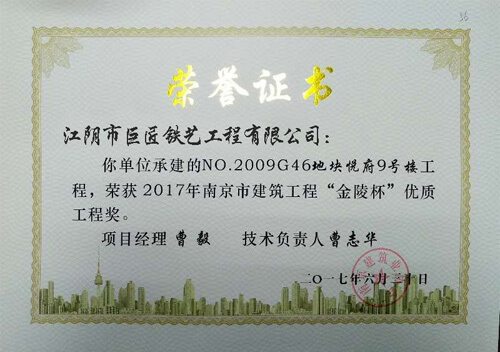 荣誉证书
江阴市巨匠铁艺工程有限公司：
你单位承建的NO.2009G46地块悦府9号楼工
程，荣获2017年南京市建筑工程“金陵杯”优质
工程奖。
项目经理 曹毅 技术负责人 曹志华
二〇一七年六月三十日